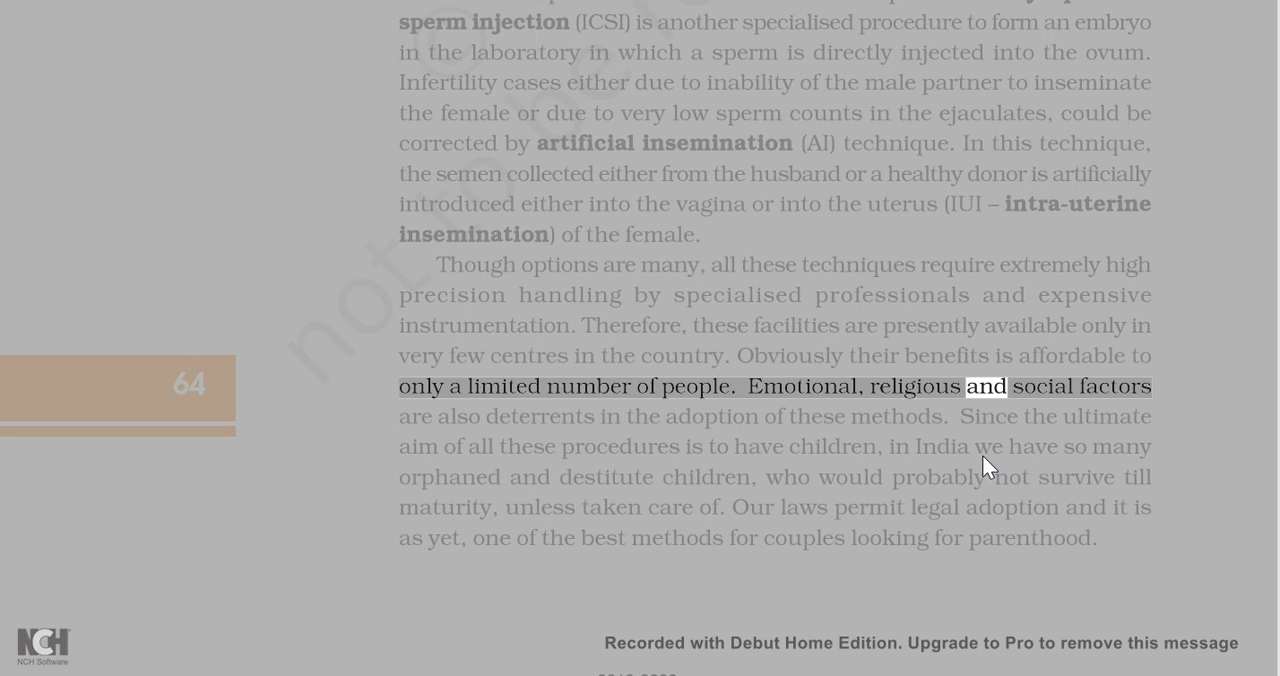 sperm injection (ICSI) is another specialised procedure to form an embryo
in the laboratory in which a sperm is directly injected into the ovum.
Infertility cases either due to inability of the male partner to inseminate
the female or due to very low sperm counts in the ejaculates, could be
corrected by artificial insemination (AI) technique. In this technique,
the semen collected either from the husband or a healthy donor is artificially
introduced either into the vagina or into the uterus (IUI – intra-uterine
insemination) of the female.
Though options are many, all these techniques require extremely high
precision handling by specialised professionals and expensive
instrumentation. Therefore, these facilities are presently available only in
very few centres in the country. Obviously their benefits is affordable to
only a limited number of people. Emotional, religious and social factors
are also deterrents in the adoption of these methods. Since the ultimate
aim of all these procedures is to have children, in India we have so many
orphaned and destitute children, who would probably not survive till
maturity, unless taken care of. Our laws permit legal adoption and it is
as yet, one of the best methods for couples looking for parenthood.
64
© 
not to be re
NCH
NCH Software
Recorded with Debut Home Edition. Upgrade to Pro to remove this message